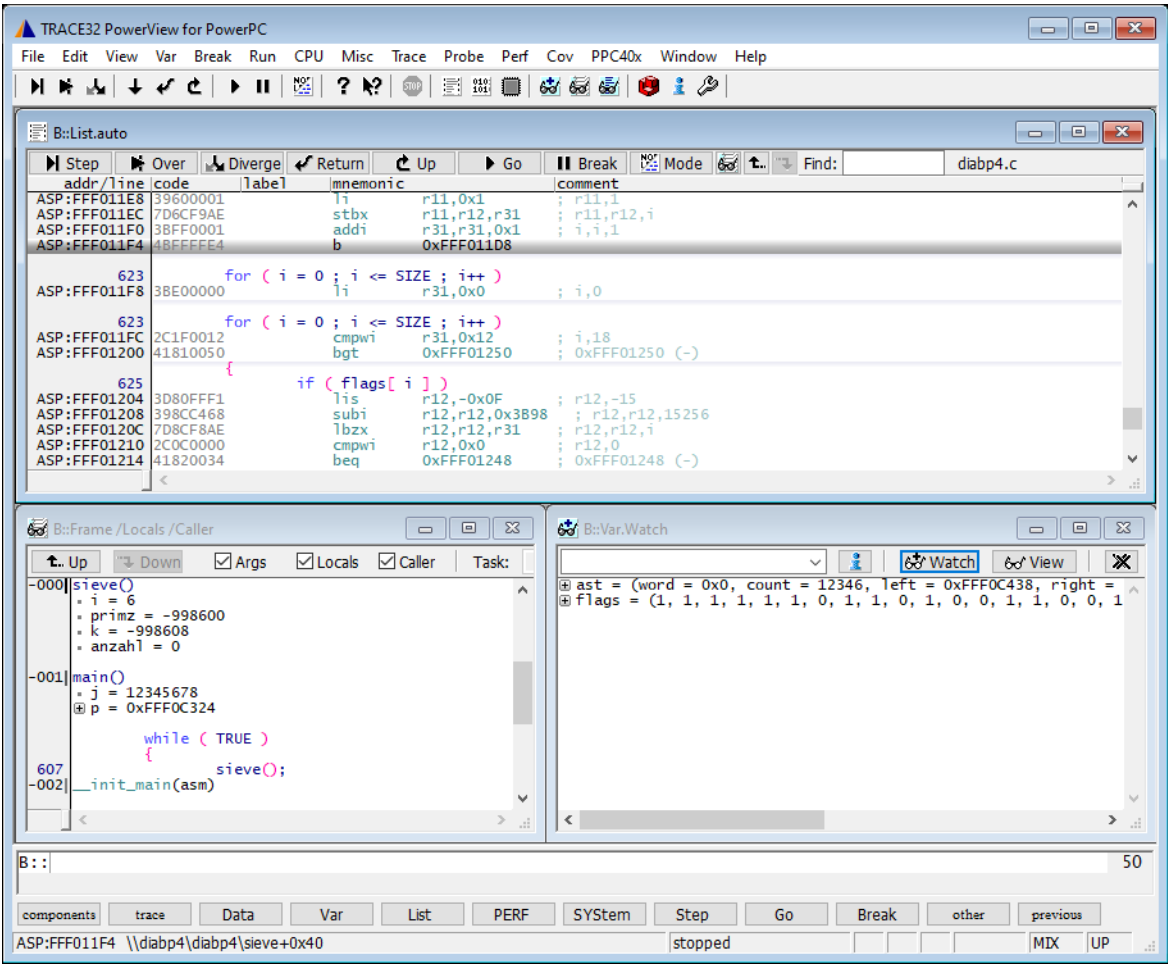 TRACE32 PowerView for PowerPC
File Edit View Var Break Run CPU Misc Trace Probe Perf Cov PPC40x Window Help
B::List.auto
Step Over Diverge Return Up Go Break Mode Find: diabp4.c
addr/line code label mnemonic comment
ASP:FFF011E8 39600001 li r11,0x1 ; r11,1
ASP:FFF011EC 7D6CF9AE stbx r11,r12,r31 ; r11,r12,i
ASP:FFF011F0 3BFF0001 addi r31,r31,0x1 ; i,i,1
ASP:FFF011F4 4BFFFFE4 b 0xFFF011D8
623 for ( i = 0 ; i <= SIZE ; i++ )
ASP:FFF011F8 3BE00000 li r31,0x0 ; i,0
623 for ( i = 0 ; i <= SIZE ; i++ )
ASP:FFF011FC 2C1F0012 cmpwi r31,0x12 ; i,18
ASP:FFF01200 41810050 bgt 0xFFF01250 ; 0xFFF01250 (-)
{
625 if ( flags[ i ] )
ASP:FFF01204 3D80FFF1 lis r12,-0x0F ; r12,-15
ASP:FFF01208 398CC468 subi r12,r12,0x3B98 ; r12,r12,15256
ASP:FFF0120C 7D8CF8AE lbzx r12,r12,r31 ; r12,r12,i
ASP:FFF01210 2C0C0000 cmpwi r12,0x0 ; r12,0
ASP:FFF01214 41820034 beq 0xFFF01248 ; 0xFFF01248 (-)
B::Frame /Locals /Caller
Up Down Args Locals Caller Task:
-000 sieve()
i = 6
primz = -998600
k = -998608
anzahl = 0
-001 main()
j = 12345678
p = 0xFFF0C324
while ( TRUE )
{
607 sieve();
-002 __init_main(asm)
B::Var.Watch
Watch View
ast = (word = 0x0, count = 12346, left = 0xFFF0C438, right =
flags = (1, 1, 1, 1, 1, 1, 0, 1, 1, 0, 1, 0, 0, 1, 1, 0, 0, 1
B:: 50
components trace Data Var List PERF SYStem Step Go Break other previous
ASP:FFF011F4 \\diabp4\diabp4\sieve+0x40 stopped MIX UP